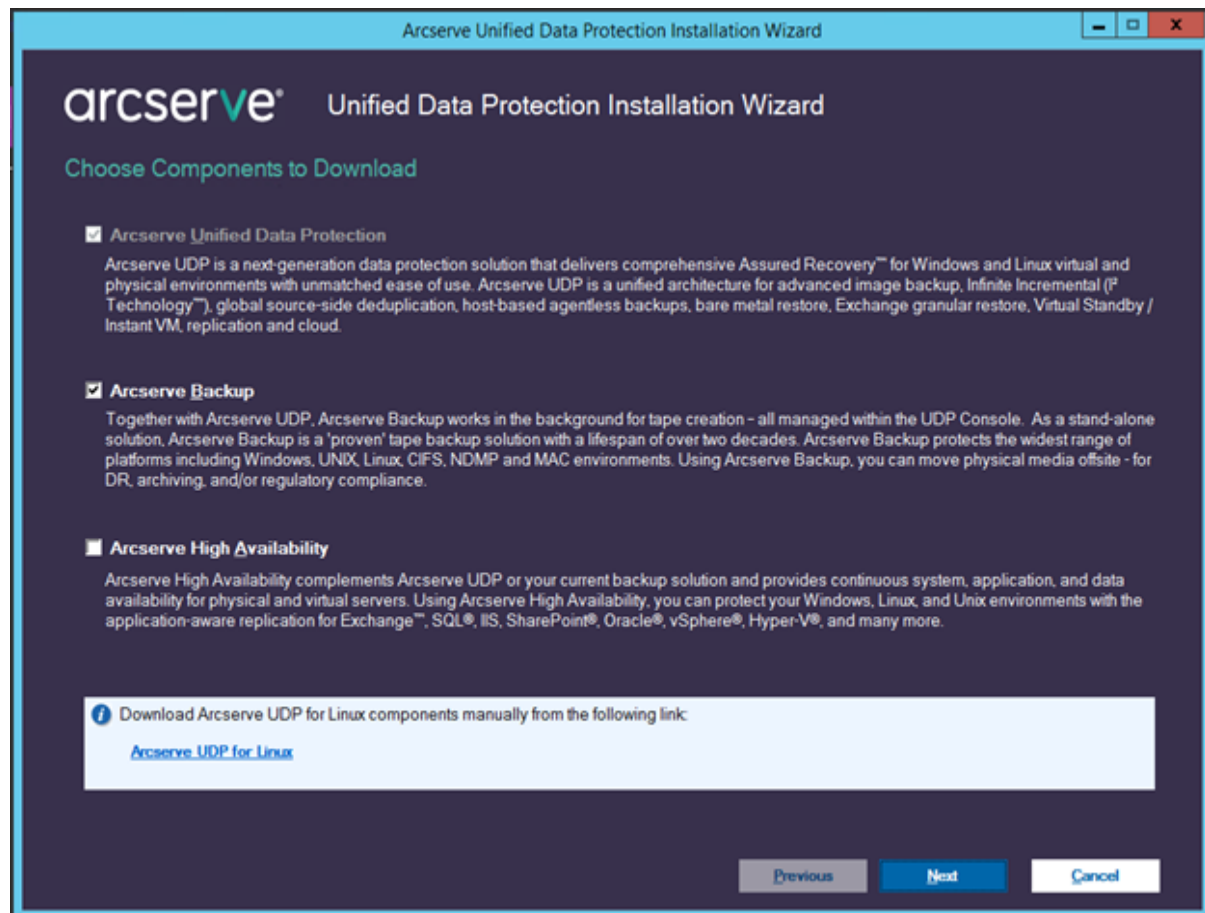 Arcserve Unified Data Protection Installation Wizard
arcserve® Unified Data Protection Installation Wizard
Choose Components to Download
Arcserve Unified Data Protection
Arcserve UDP is a next-generation data protection solution that delivers comprehensive Assured Recovery™ for Windows and Linux virtual and
physical environments with unmatched ease of use. Arcserve UDP is a unified architecture for advanced image backup, Infinite Incremental (I²
Technology™), global source-side deduplication, host-based agentless backups, bare metal restore, Exchange granular restore, Virtual Standby /
Instant VM, replication and cloud.
Arcserve Backup
Together with Arcserve UDP, Arcserve Backup works in the background for tape creation - all managed within the UDP Console. As a stand-alone
solution, Arcserve Backup is a 'proven' tape backup solution with a lifespan of over two decades. Arcserve Backup protects the widest range of
platforms including Windows, UNIX, Linux, CIFS, NDMP and MAC environments. Using Arcserve Backup, you can move physical media offsite - for
DR, archiving, and/or regulatory compliance.
Arcserve High Availability
Arcserve High Availability complements Arcserve UDP or your current backup solution and provides continuous system, application, and data
availability for physical and virtual servers. Using Arcserve High Availability, you can protect your Windows, Linux, and Unix environments with the
application-aware replication for Exchange™, SQL®, IIS, SharePoint®, Oracle®, vSphere®, Hyper-V®, and many more.
Download Arcserve UDP for Linux components manually from the following link:
Arcserve UDP for Linux
Previous Next Cancel